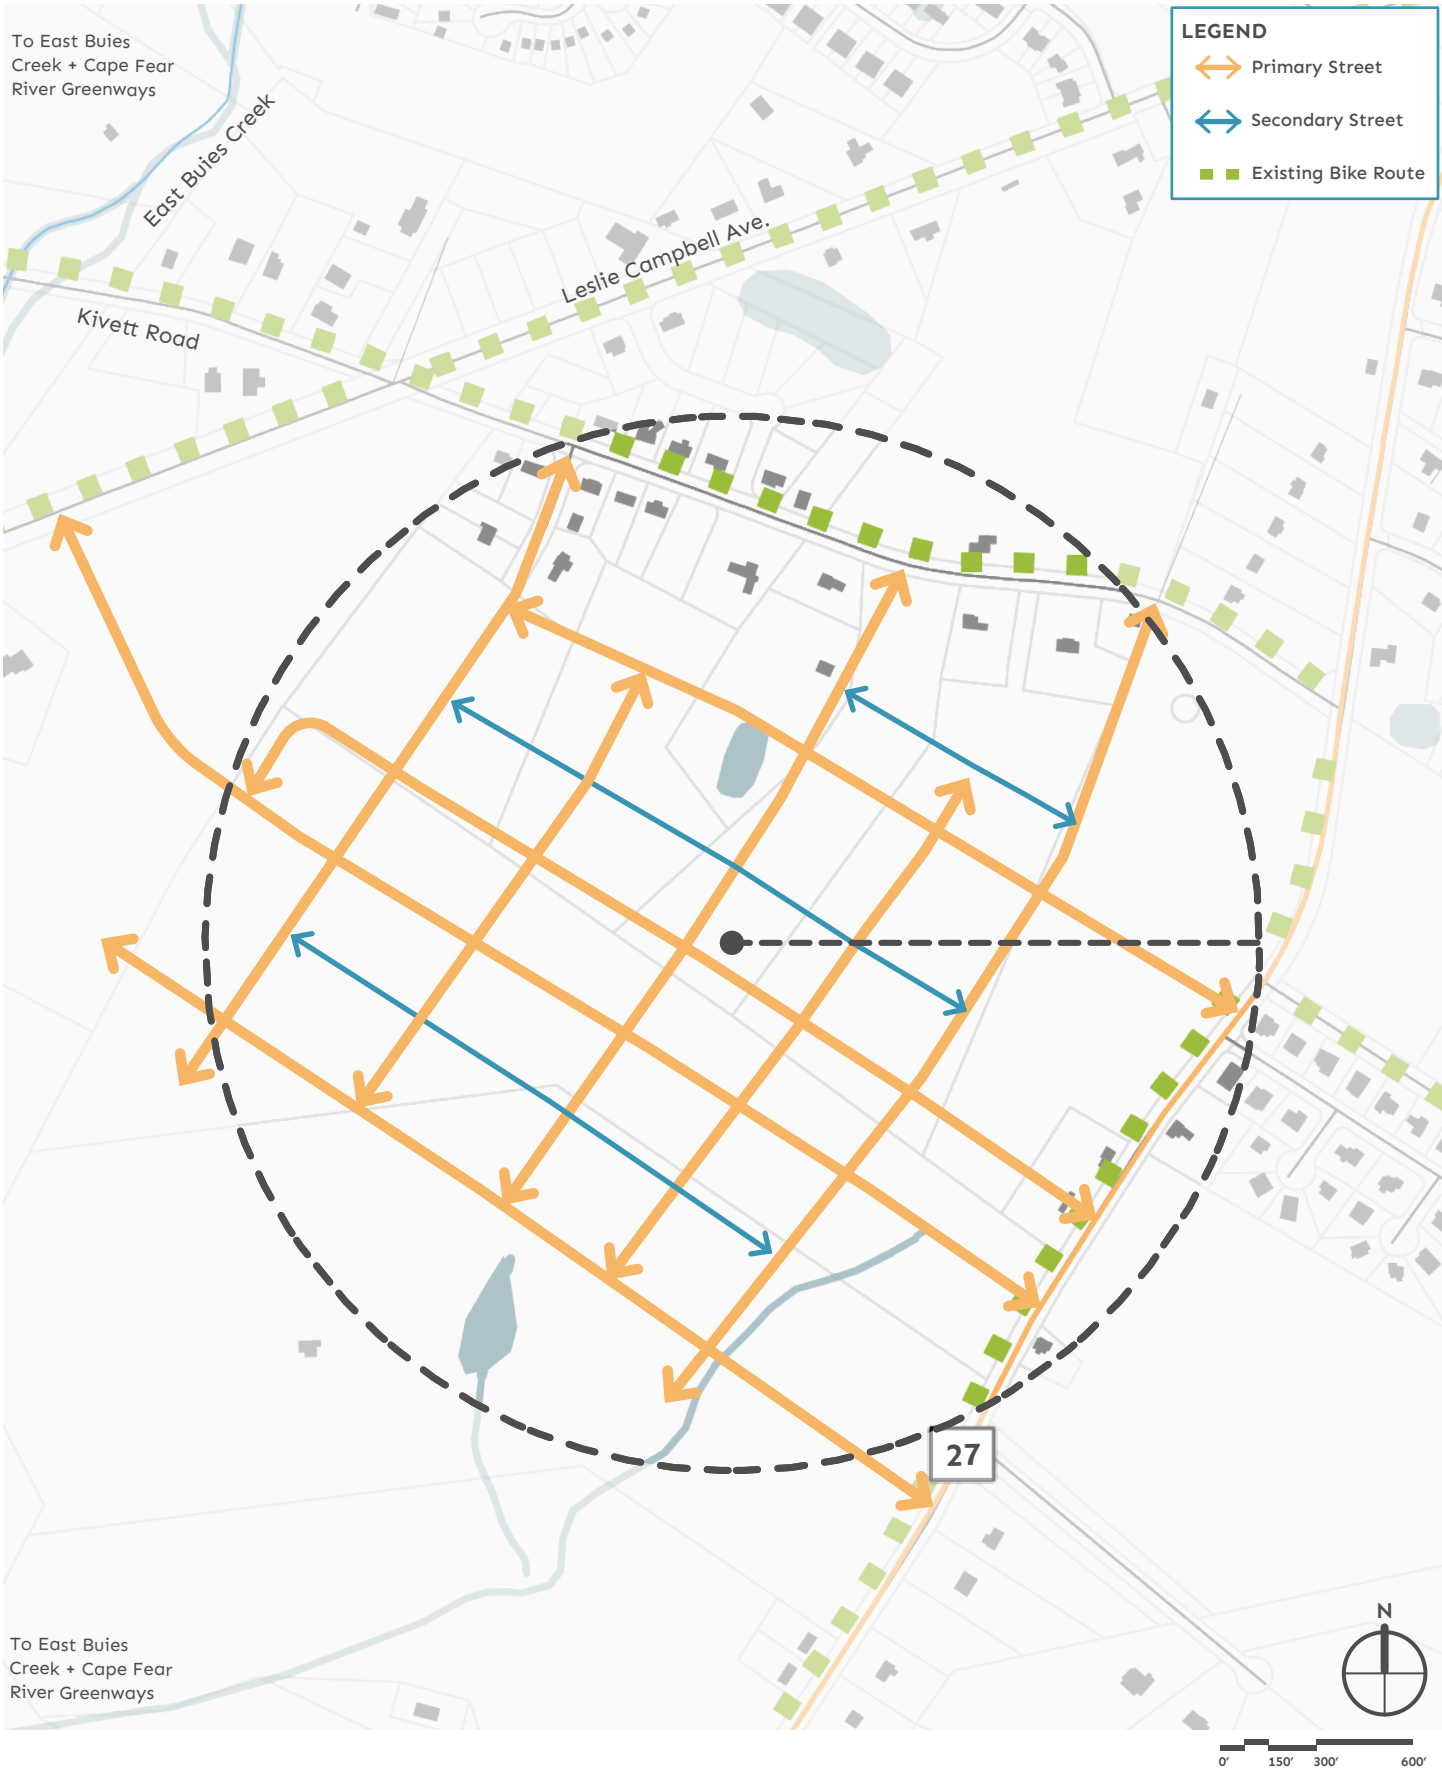 To East Buies
Creek + Cape Fear
River Greenways
East Buies Creek
LEGEND
Primary Street
Secondary Street
Existing Bike Route
Leslie Campbell Ave.
Kivett Road
27
To East Buies
Creek + Cape Fear
River Greenways
N
0' 150' 300' 600'